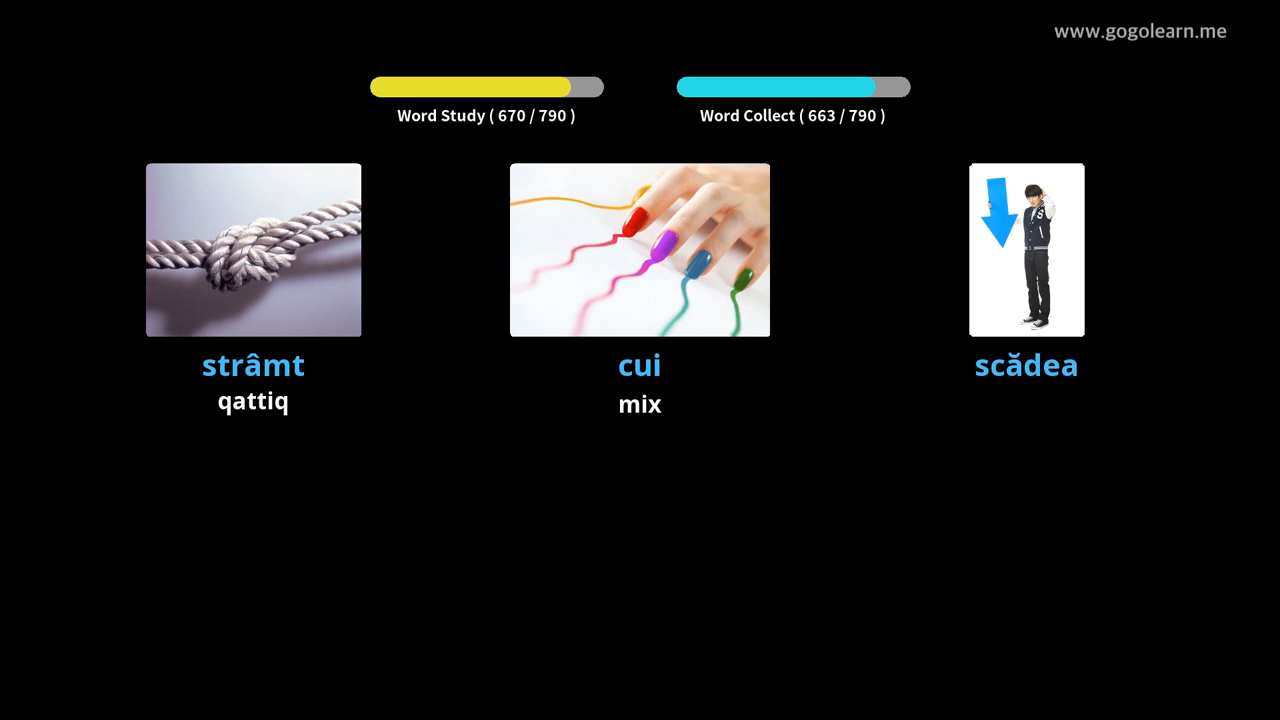 www.gogolearn.me
Word Study ( 670 / 790 )
Word Collect ( 663 / 790 )
strâmt
cui
scădea
qattiq
mix